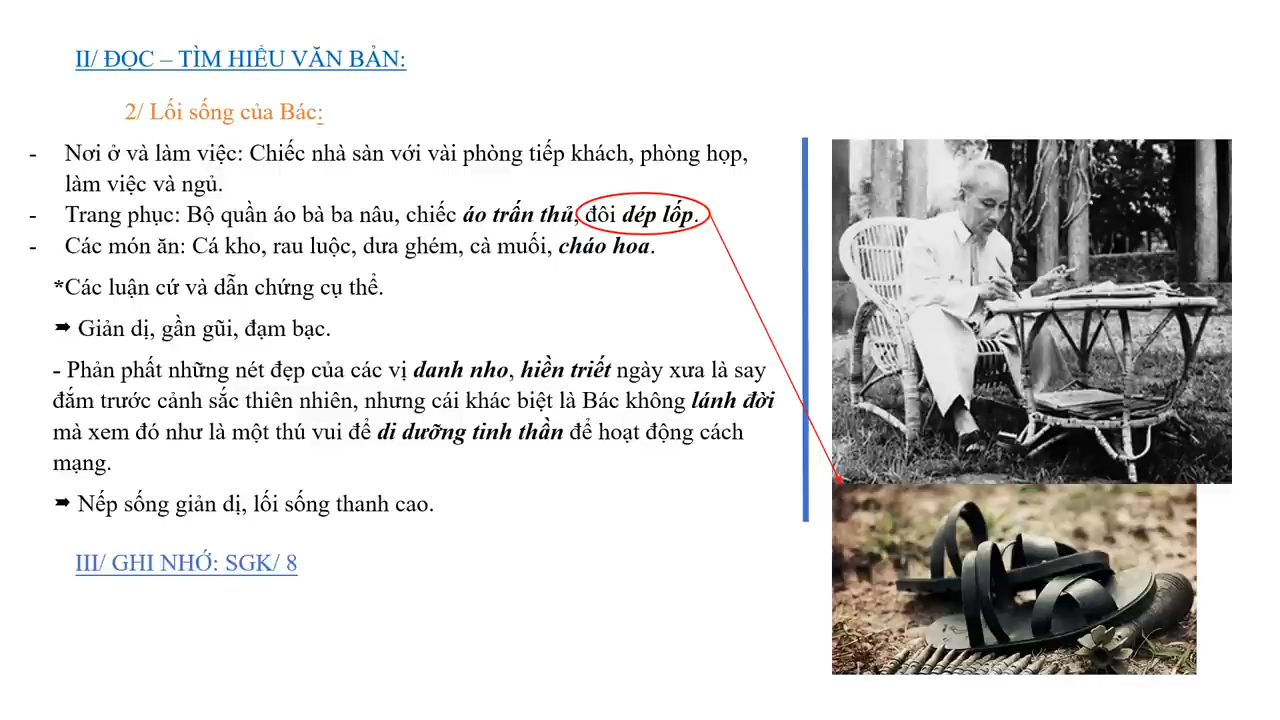 II/ ĐỌC – TÌM HIỂU VĂN BẢN:
2/ Lối sống của Bác:
- Nơi ở và làm việc: Chiếc nhà sàn với vài phòng tiếp khách, phòng họp,
làm việc và ngủ.
- Trang phục: Bộ quần áo bà ba nâu, chiếc áo trấn thủ, đôi dép lốp.
- Các món ăn: Cá kho, rau luộc, dưa ghém, cà muối, cháo hoa.
*Các luận cứ và dẫn chứng cụ thể.
➡ Giản dị, gần gũi, đạm bạc.
- Phản phất những nét đẹp của các vị danh nho, hiền triết ngày xưa là say
đắm trước cảnh sắc thiên nhiên, nhưng cái khác biệt là Bác không lánh đời
mà xem đó như là một thú vui để di dưỡng tinh thần để hoạt động cách
mạng.
➡ Nếp sống giản dị, lối sống thanh cao.
III/ GHI NHỚ: SGK/ 8